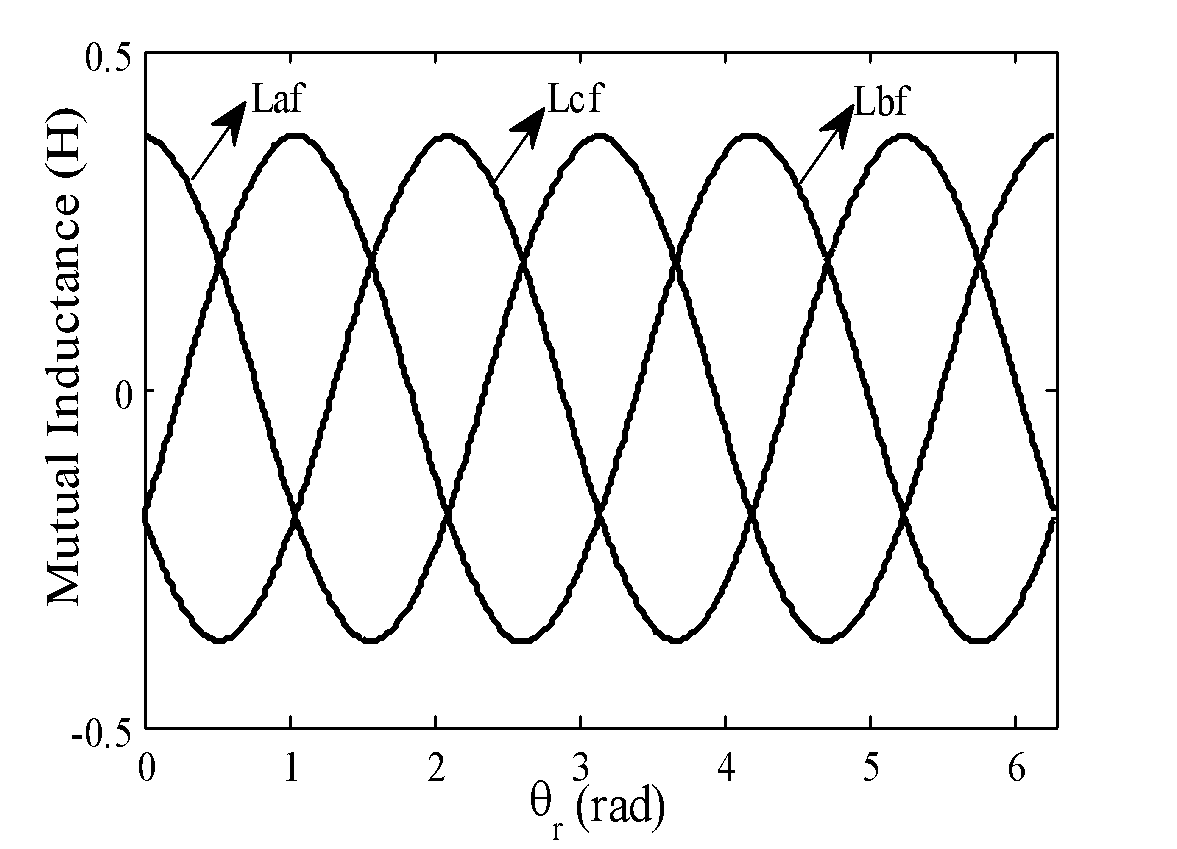 0.5
Laf
Lcf
Lbf
Mutual Inductance (H)
0
-0.5
0 1 2 3 4 5 6
θr (rad)